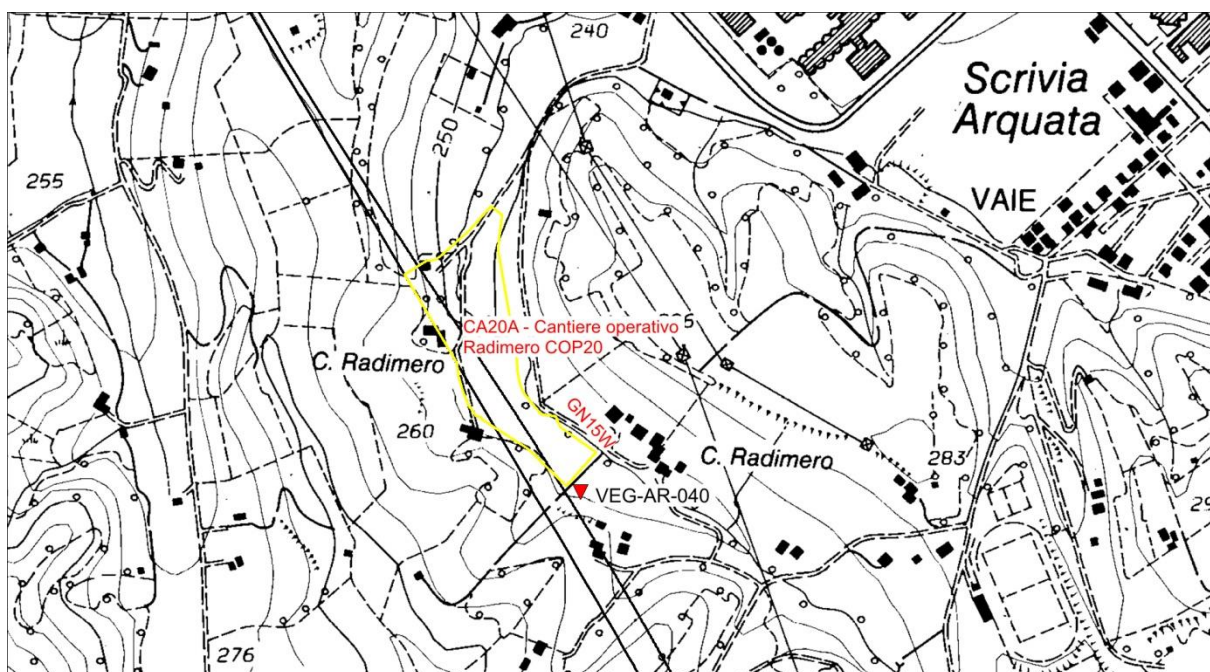 240
Scrivia
Arquata
250
255
VAIE
CA20A - Cantiere operativo
Radimero COP20
C. Radimero
GN15W
260
C. Radimero
283
VEG-AR-040
276